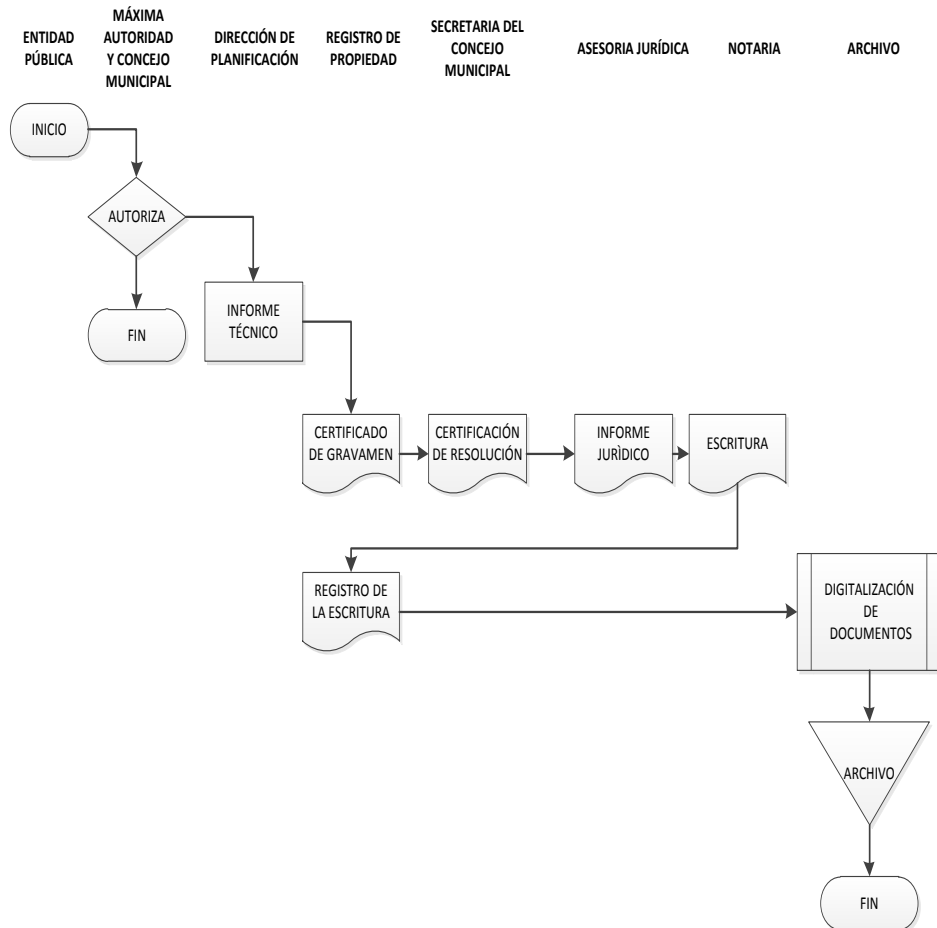 ENTIDAD
PÚBLICA
MÁXIMA
AUTORIDAD
Y CONCEJO
MUNICIPAL
DIRECCIÓN DE
PLANIFICACIÓN
REGISTRO DE
PROPIEDAD
SECRETARIA DEL
CONCEJO
MUNICIPAL
ASESORIA JURÍDICA
NOTARIA
ARCHIVO
INICIO
AUTORIZA
FIN
INFORME
TÉCNICO
CERTIFICADO
DE GRAVAMEN
CERTIFICACIÓN
DE RESOLUCIÓN
INFORME
JURÌDICO
ESCRITURA
REGISTRO DE
LA ESCRITURA
DIGITALIZACIÓN
DE
DOCUMENTOS
ARCHIVO
FIN